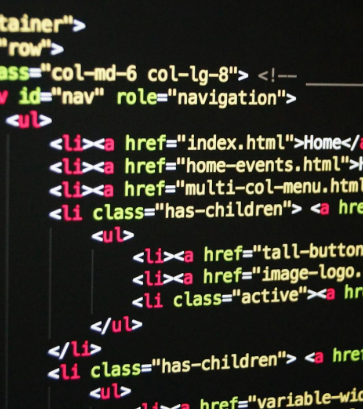 tainer">
"row">
ass="col-md-6 col-lg-8"> <!--
v id="nav" role="navigation">
<ul>
<li><a href="index.html">Home</a
<li><a href="home-events.html">H
<li><a href="multi-col-menu.html
<li class="has-children"> <a hre
<ul>
<li><a href="tall-button
<li><a href="image-logo.
<li class="active"><a hr
</ul>
</li>
<li class="has-children"> <a href
<ul>
<li><a href="variable-wid